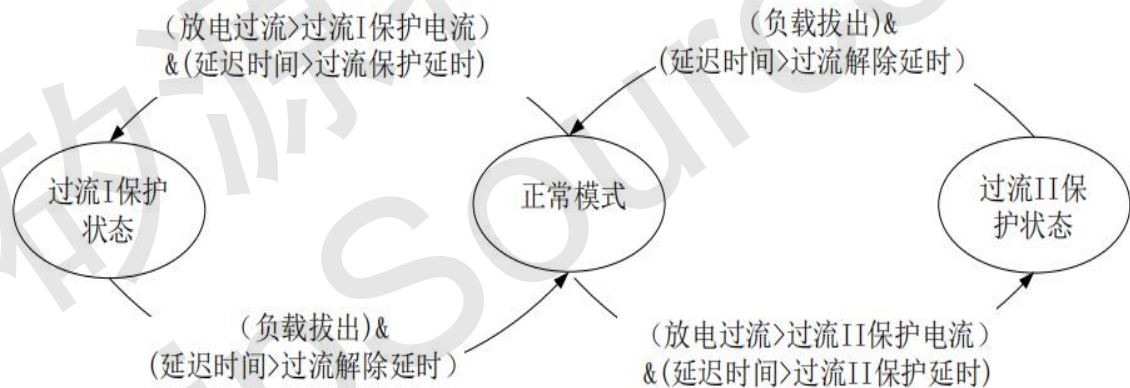 (放电过流>过流I保护电流)
&(延迟时间>过流保护延时)
(负载拔出)&
(延迟时间>过流解除延时)
过流I保护
状态
正常模式
过流II保
护状态
(负载拔出)&
(延迟时间>过流解除延时)
(放电过流>过流II保护电流)
&(延迟时间>过流II保护延时)